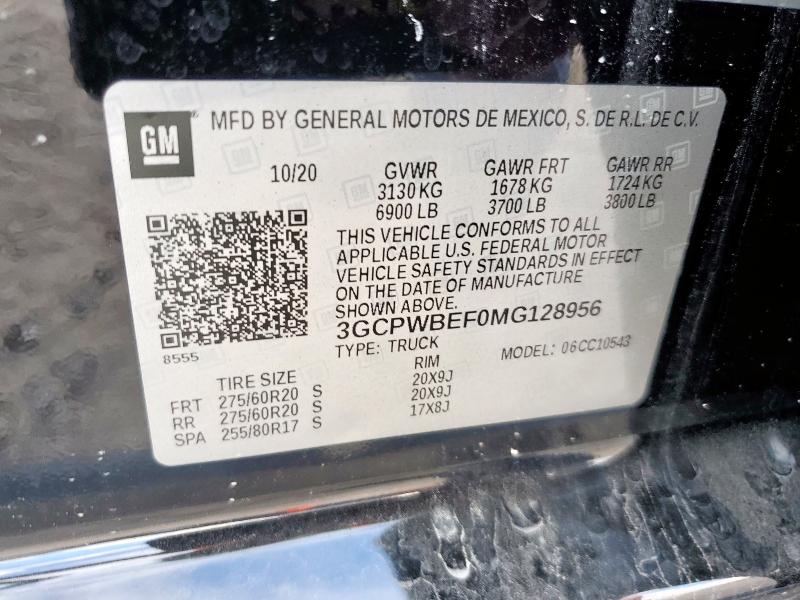 GM
MFD BY GENERAL MOTORS DE MEXICO, S. DE R.L. DE C.V.
10/20 GVWR GAWR FRT GAWR RR
3130 KG 1678 KG 1724 KG
6900 LB 3700 LB 3800 LB
THIS VEHICLE CONFORMS TO ALL
APPLICABLE U.S. FEDERAL MOTOR
VEHICLE SAFETY STANDARDS IN EFFECT
ON THE DATE OF MANUFACTURE
SHOWN ABOVE.
3GCPWBEF0MG128956
8555
TYPE: TRUCK MODEL: 06CC10543
TIRE SIZE RIM
FRT 275/60R20 S 20X9J
RR 275/60R20 S 20X9J
SPA 255/80R17 S 17X8J